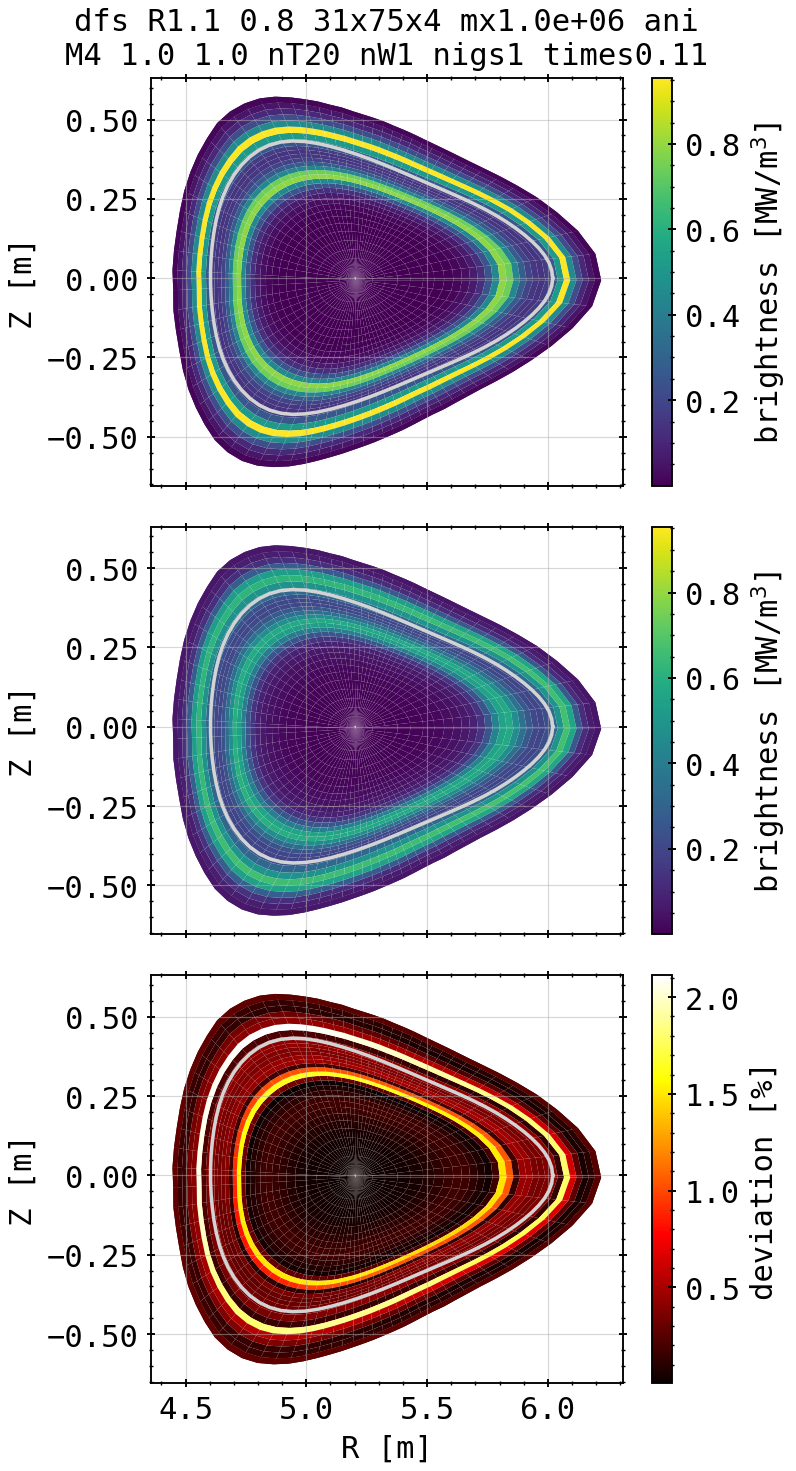 dfs R1.1 0.8 31x75x4 mx1.0e+06 ani
M4 1.0 1.0 nT20 nW1 nigs1 times0.11
0.50
0.25
0.00
−0.25
−0.50
Z [m]
0.8
0.6
0.4
0.2
brightness [MW/m³]
0.50
0.25
0.00
−0.25
−0.50
Z [m]
0.8
0.6
0.4
0.2
brightness [MW/m³]
0.50
0.25
0.00
−0.25
−0.50
Z [m]
2.0
1.5
1.0
0.5
deviation [%]
4.5 5.0 5.5 6.0
R [m]